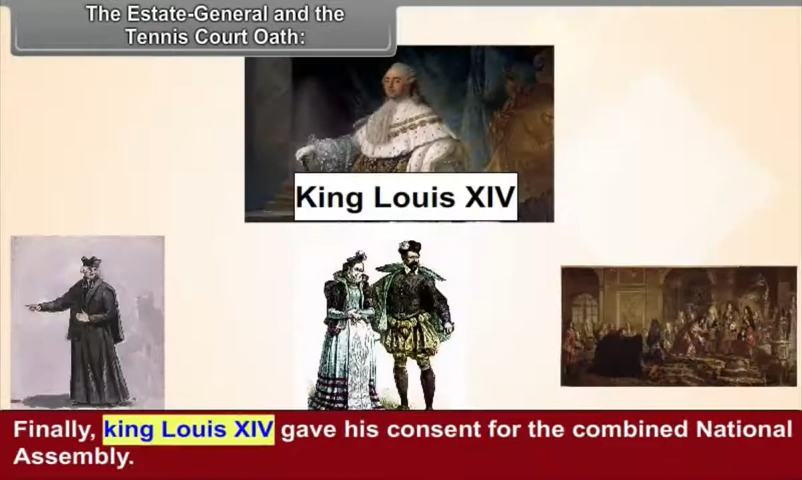 The Estate-General and the
Tennis Court Oath:
King Louis XIV
Finally, king Louis XIV gave his consent for the combined National
Assembly.